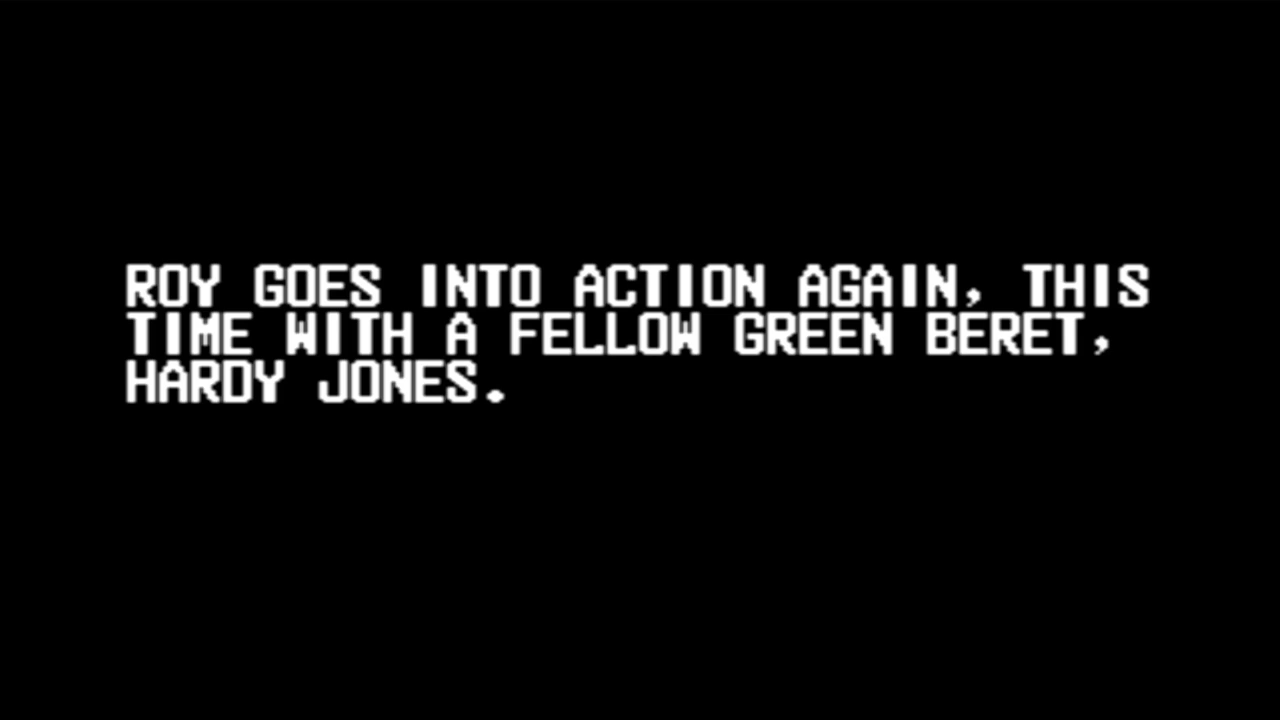 ROY GOES INTO ACTION AGAIN, THIS
TIME WITH A FELLOW GREEN BERET,
HARDY JONES.